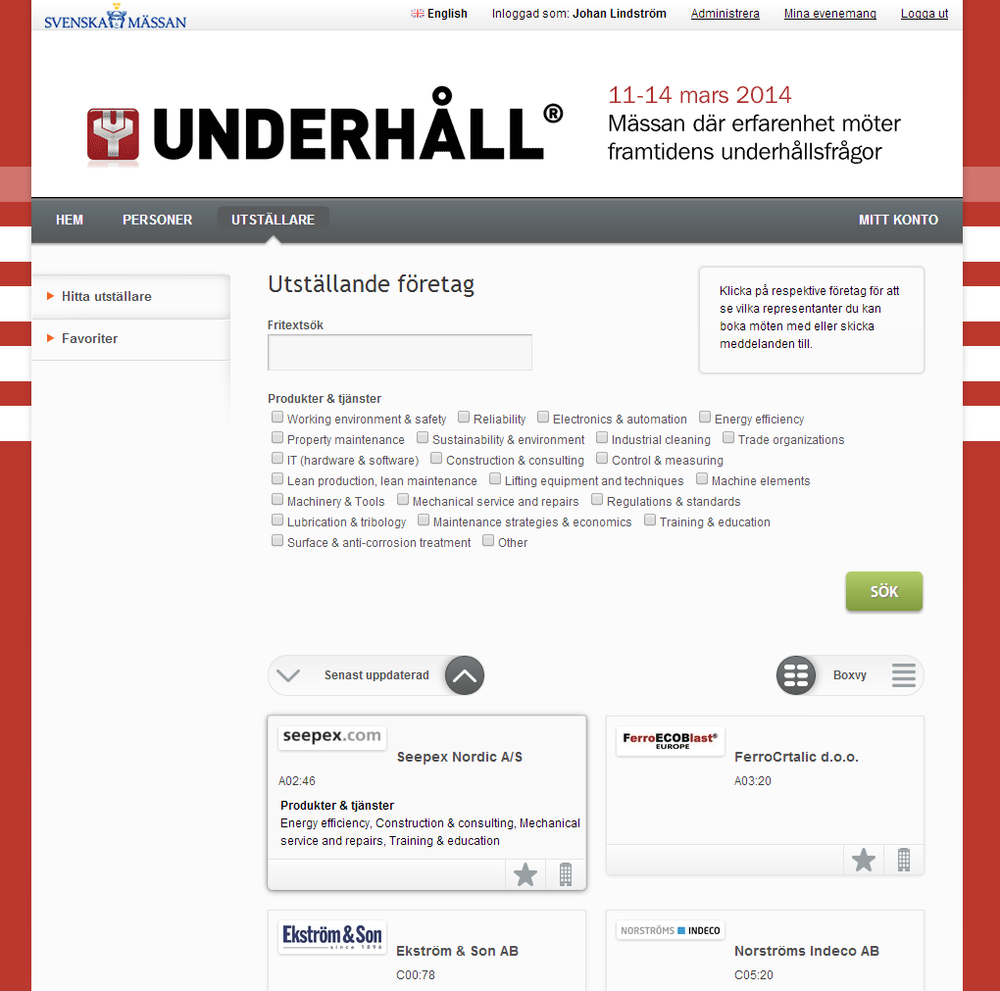 SVENSKA MÄSSAN
English Inloggad som: Johan Lindström Administrera Mina evenemang Logga ut
UNDERHÅLL®
11-14 mars 2014
Mässan där erfarenhet möter
framtidens underhållsfrågor
HEM PERSONER UTSTÄLLARE MITT KONTO
Hitta utställare
Favoriter
Utställande företag
Klicka på respektive företag för att
se vilka representanter du kan
boka möten med eller skicka
meddelanden till.
Fritextsök
Produkter & tjänster
Working environment & safety Reliability Electronics & automation Energy efficiency
Property maintenance Sustainability & environment Industrial cleaning Trade organizations
IT (hardware & software) Construction & consulting Control & measuring
Lean production, lean maintenance Lifting equipment and techniques Machine elements
Machinery & Tools Mechanical service and repairs Regulations & standards
Lubrication & tribology Maintenance strategies & economics Training & education
Surface & anti-corrosion treatment Other
SÖK
Senast uppdaterad Boxvy
seepex.com
Seepex Nordic A/S
A02:46
Produkter & tjänster
Energy efficiency, Construction & consulting, Mechanical
service and repairs, Training & education
FerroECOBlast®
EUROPE
FerroCrtalic d.o.o.
A03:20
Ekström & Son
since 1896
Ekström & Son AB
C00:78
NORSTRÖMS INDECO
Norströms Indeco AB
C05:20